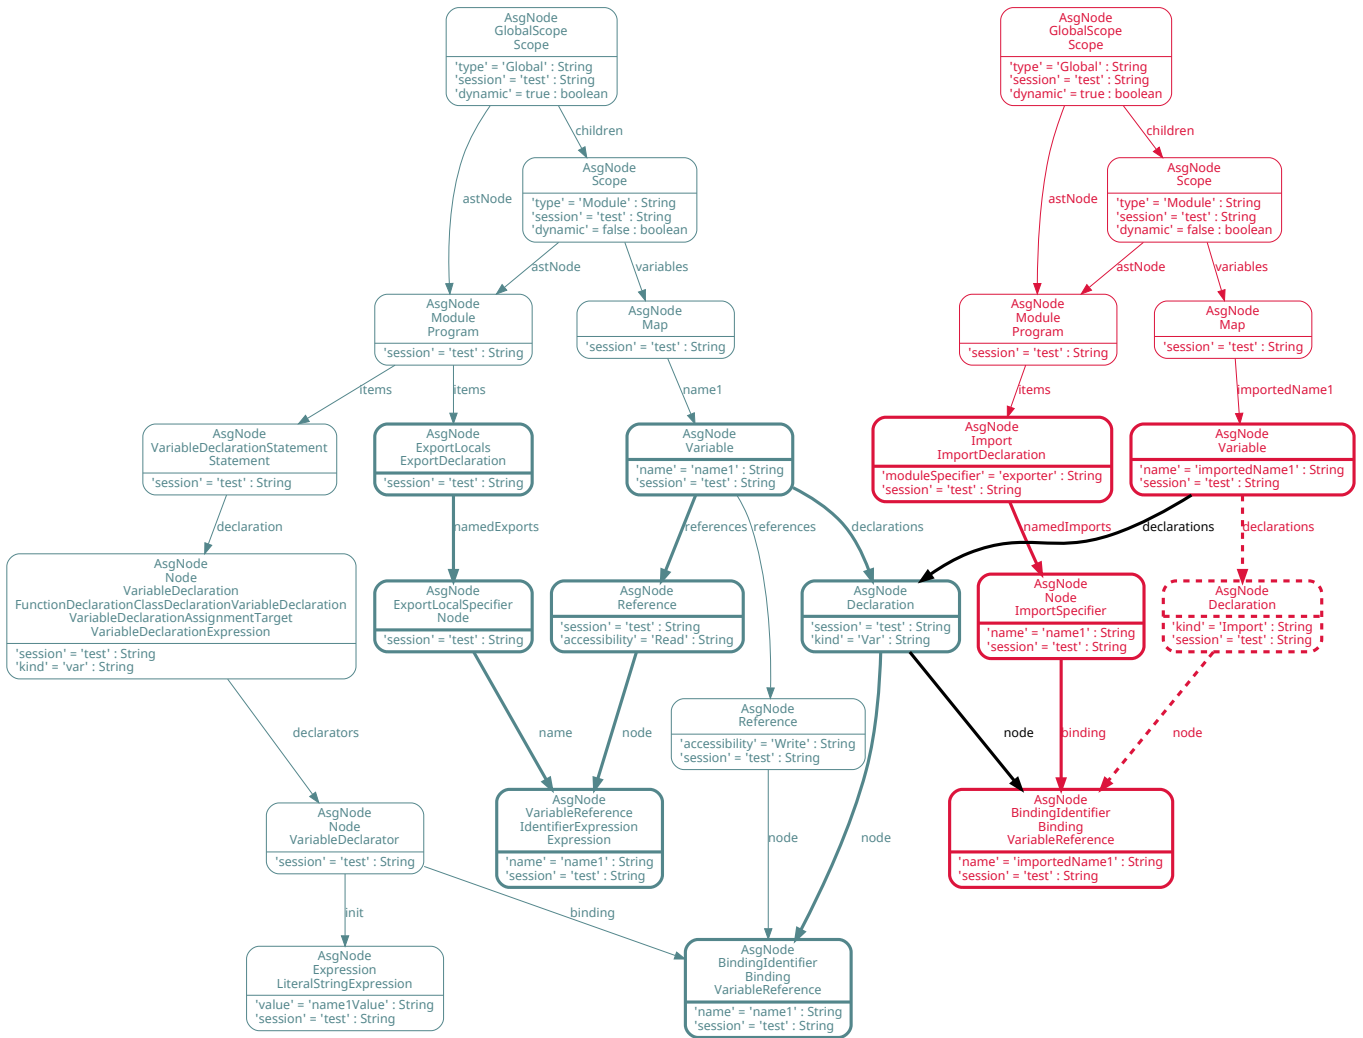 AsgNode
GlobalScope
Scope
'type' = 'Global' : String
'session' = 'test' : String
'dynamic' = true : boolean
AsgNode
GlobalScope
Scope
'type' = 'Global' : String
'session' = 'test' : String
'dynamic' = true : boolean
children
children
astNode
AsgNode
Scope
'type' = 'Module' : String
'session' = 'test' : String
'dynamic' = false : boolean
astNode
AsgNode
Scope
'type' = 'Module' : String
'session' = 'test' : String
'dynamic' = false : boolean
astNode
variables
astNode
variables
AsgNode
Module
Program
'session' = 'test' : String
AsgNode
Map
'session' = 'test' : String
AsgNode
Module
Program
'session' = 'test' : String
AsgNode
Map
'session' = 'test' : String
items
items
name1
items
importedName1
AsgNode
VariableDeclarationStatement
Statement
'session' = 'test' : String
AsgNode
ExportLocals
ExportDeclaration
'session' = 'test' : String
AsgNode
Variable
'name' = 'name1' : String
'session' = 'test' : String
AsgNode
Import
ImportDeclaration
'moduleSpecifier' = 'exporter' : String
'session' = 'test' : String
AsgNode
Variable
'name' = 'importedName1' : String
'session' = 'test' : String
declaration
namedExports
references
references
declarations
namedImports
declarations
declarations
AsgNode
Node
VariableDeclaration
FunctionDeclarationClassDeclarationVariableDeclaration
VariableDeclarationAssignmentTarget
VariableDeclarationExpression
'session' = 'test' : String
'kind' = 'var' : String
AsgNode
ExportLocalSpecifier
Node
'session' = 'test' : String
AsgNode
Reference
'session' = 'test' : String
'accessibility' = 'Read' : String
AsgNode
Declaration
'session' = 'test' : String
'kind' = 'Var' : String
AsgNode
Node
ImportSpecifier
'name' = 'name1' : String
'session' = 'test' : String
AsgNode
Declaration
'kind' = 'Import' : String
'session' = 'test' : String
declarators
name
node
AsgNode
Reference
'accessibility' = 'Write' : String
'session' = 'test' : String
node
binding
node
AsgNode
Node
VariableDeclarator
'session' = 'test' : String
AsgNode
VariableReference
IdentifierExpression
Expression
'name' = 'name1' : String
'session' = 'test' : String
node
node
AsgNode
BindingIdentifier
Binding
VariableReference
'name' = 'importedName1' : String
'session' = 'test' : String
init
binding
AsgNode
Expression
LiteralStringExpression
'value' = 'name1Value' : String
'session' = 'test' : String
AsgNode
BindingIdentifier
Binding
VariableReference
'name' = 'name1' : String
'session' = 'test' : String